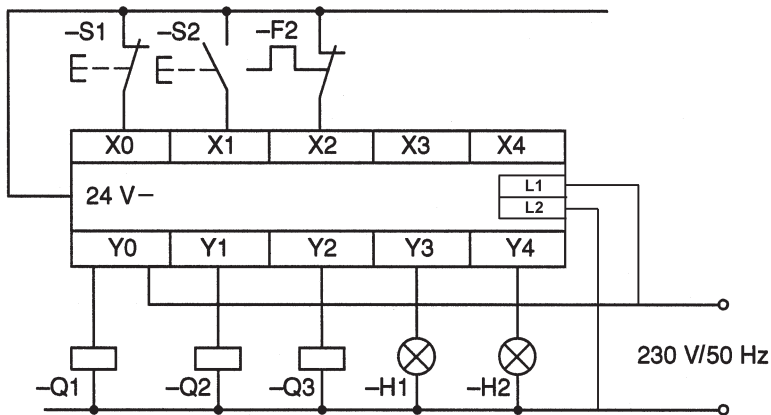 –S1 –S2 –F2
X0 X1 X2 X3 X4
24 V–
L1
L2
Y0 Y1 Y2 Y3 Y4
230 V/50 Hz
–Q1 –Q2 –Q3 –H1 –H2